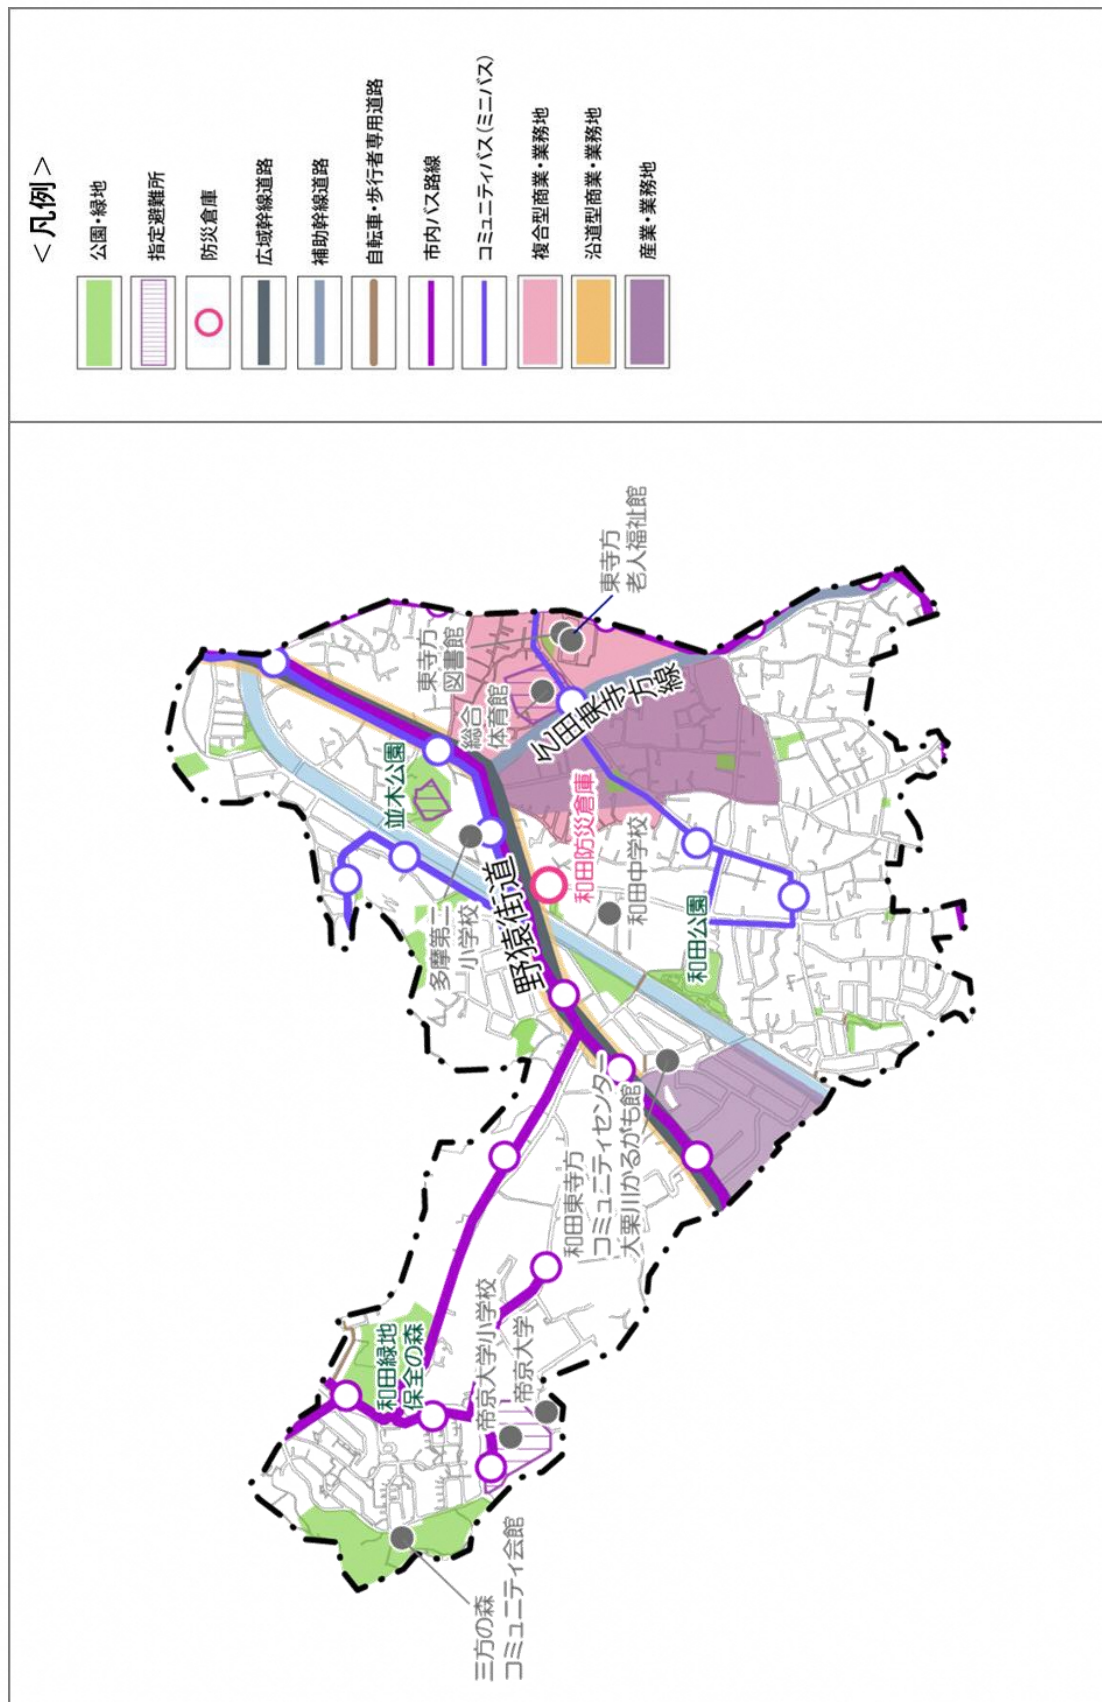 <凡例>
公園・緑地
指定避難所
防災倉庫
広域幹線道路
補助幹線道路
自転車・歩行者専用道路
市内バス路線
コミュニティバス(ミニバス)
複合型商業・業務地
沿道型商業・業務地
産業・業務地
東寺方
図書館
東寺方
老人福祉館
総合
体育館
並木公園
乞田東寺方線
和田防災倉庫
多摩第二
小学校
野猿街道
和田中学校
和田公園
和田東寺方
コミュニティセンター
大栗川かるがも館
和田緑地
保全の森
帝京大学小学校
帝京大学
三方の森
コミュニティ会館